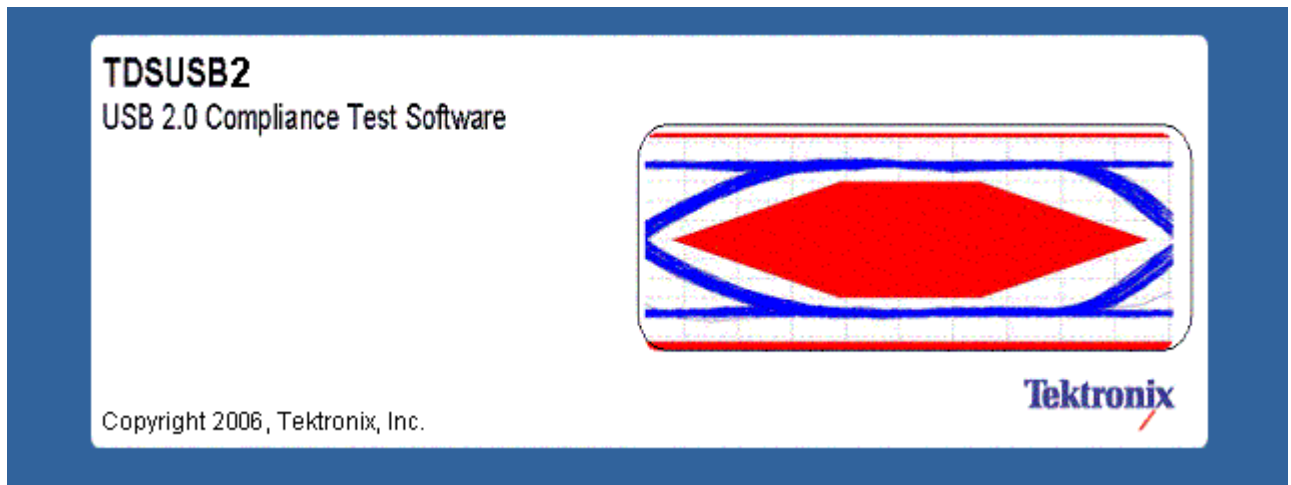 TDSUSB2
USB 2.0 Compliance Test Software
Tektronix
Copyright 2006, Tektronix, Inc.